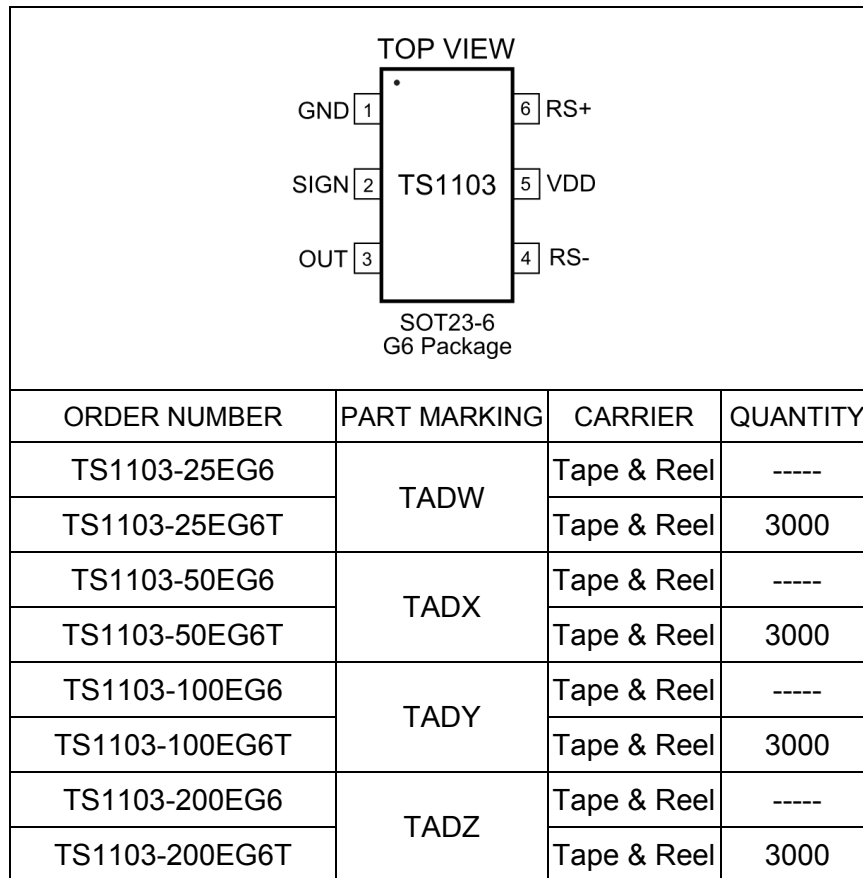 TOP VIEW
GND 1 6 RS+
SIGN 2 TS1103 5 VDD
OUT 3 4 RS-
SOT23-6
G6 Package
ORDER NUMBER PART MARKING CARRIER QUANTITY
TS1103-25EG6 TADW Tape & Reel -----
TS1103-25EG6T Tape & Reel 3000
TS1103-50EG6 TADX Tape & Reel -----
TS1103-50EG6T Tape & Reel 3000
TS1103-100EG6 TADY Tape & Reel -----
TS1103-100EG6T Tape & Reel 3000
TS1103-200EG6 TADZ Tape & Reel -----
TS1103-200EG6T Tape & Reel 3000